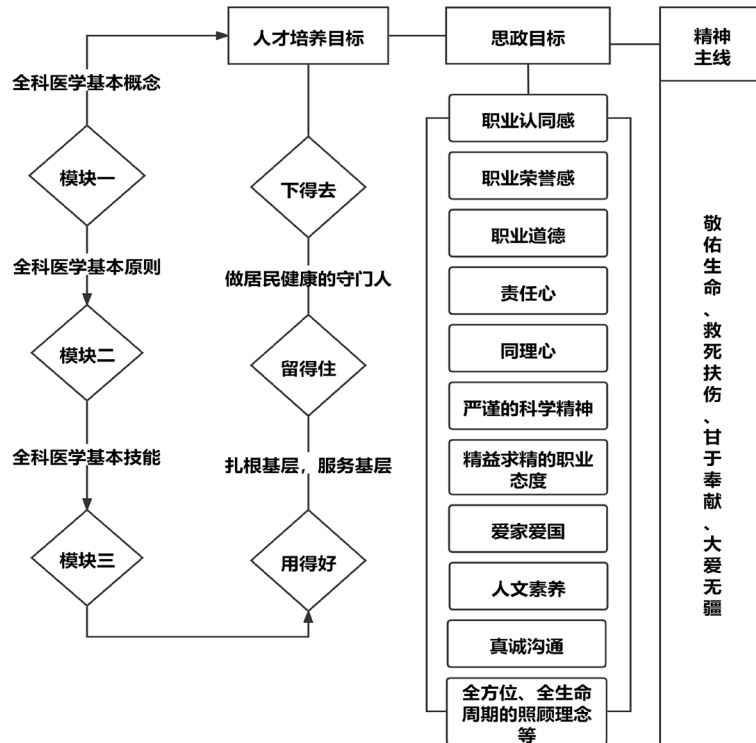 人才培养目标
思政目标
精神
主线
全科医学基本概念
模块一
全科医学基本原则
模块二
全科医学基本技能
模块三
下得去
做居民健康的守门人
留得住
扎根基层，服务基层
用得好
职业认同感
职业荣誉感
职业道德
责任心
同理心
严谨的科学精神
精益求精的职业
态度
爱家爱国
人文素养
真诚沟通
全方位、全生命
周期的照顾理念
等
敬佑生命、救死扶伤、甘于奉献、大爱无疆